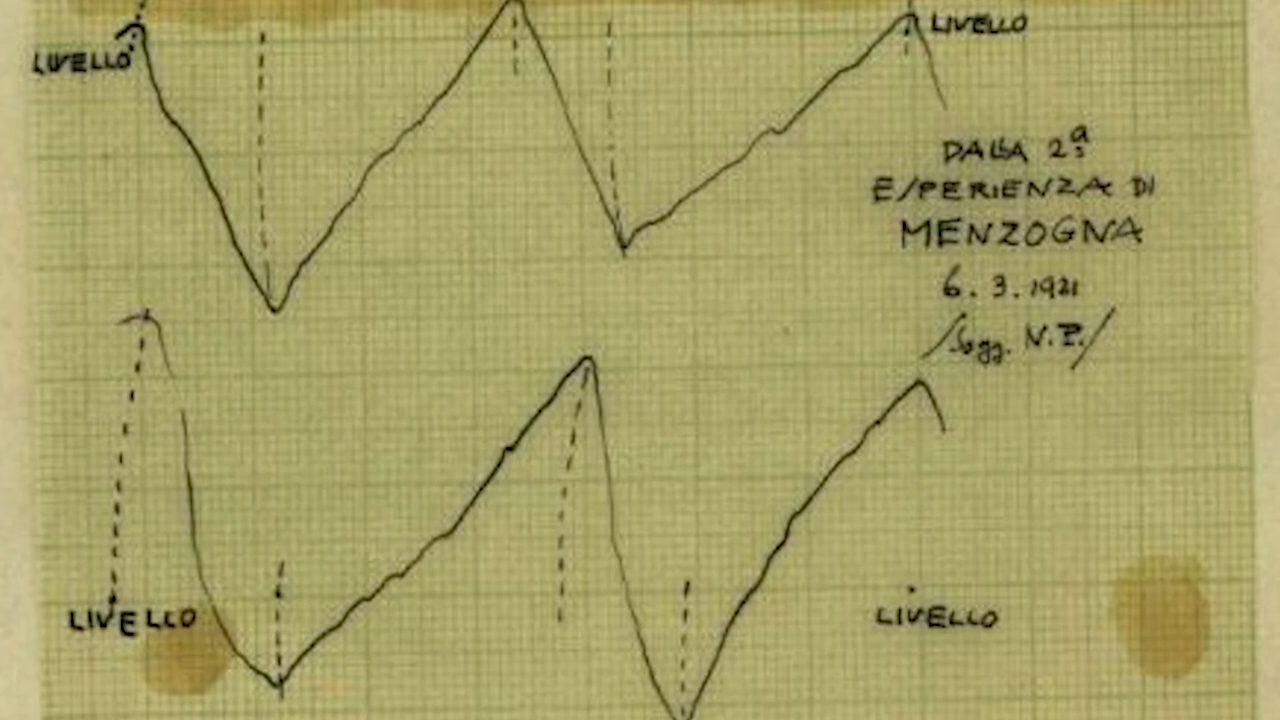 LIVELLO
LIVELLO
DALLA 2ª
ESPERIENZA DI
MENZOGNA
6.3.1921
/Sogg. N.P./
LIVELLO
LIVELLO